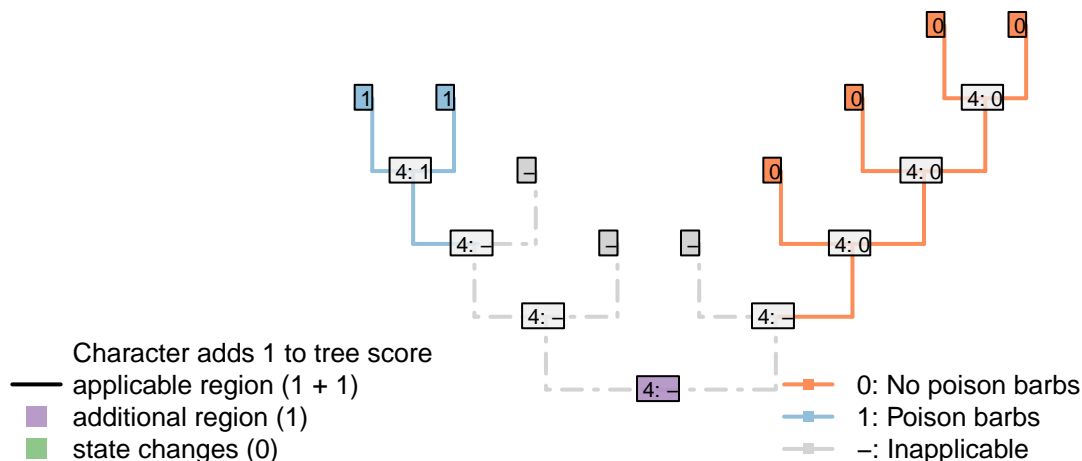 0 0
1 1 0 4: 0
4: 1 – 0 4: 0
4: – – – 4: 0
4: – 4: –
Character adds 1 to tree score
applicable region (1 + 1) 4: – 0: No poison barbs
additional region (1) 1: Poison barbs
state changes (0) –: Inapplicable